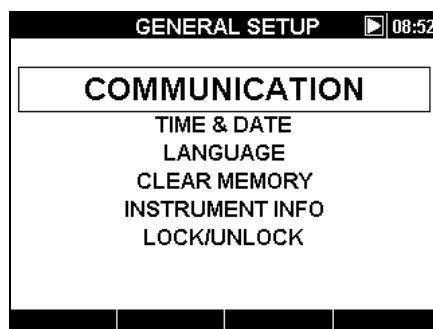 GENERAL SETUP 08:52
COMMUNICATION
TIME & DATE
LANGUAGE
CLEAR MEMORY
INSTRUMENT INFO
LOCK/UNLOCK